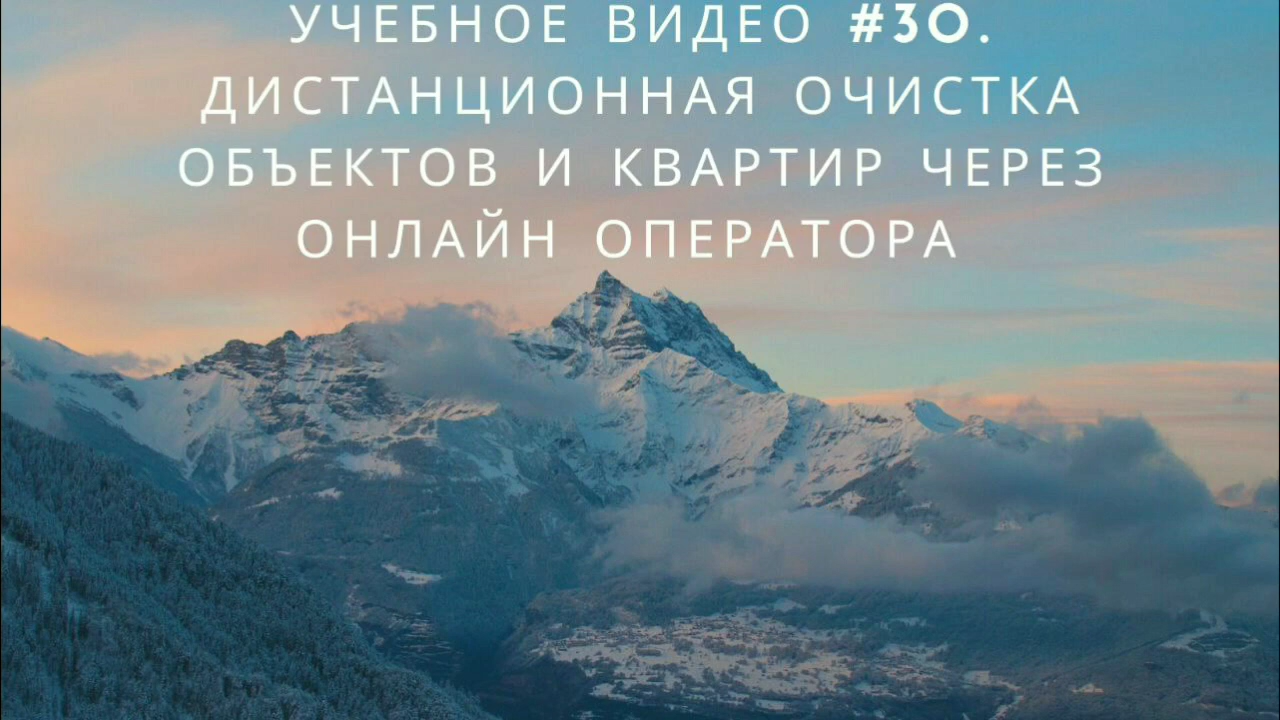 УЧЕБНОЕ ВИДЕО #30.
ДИСТАНЦИОННАЯ ОЧИСТКА
ОБЪЕКТОВ И КВАРТИР ЧЕРЕЗ
ОНЛАЙН ОПЕРАТОРА